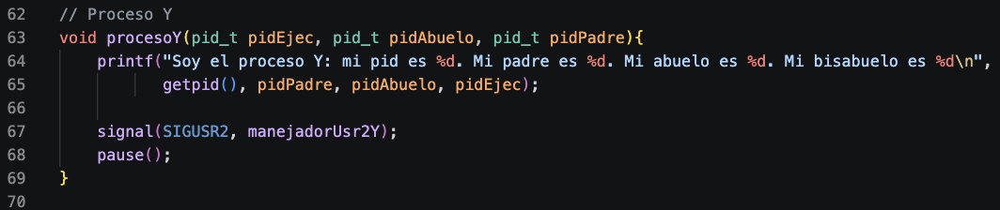 62 // Proceso Y
63 void procesoY(pid_t pidEjec, pid_t pidAbuelo, pid_t pidPadre){
64 printf("Soy el proceso Y: mi pid es %d. Mi padre es %d. Mi abuelo es %d. Mi bisabuelo es %d\n",
65 getpid(), pidPadre, pidAbuelo, pidEjec);
66
67 signal(SIGUSR2, manejadorUsr2Y);
68 pause();
69 }
70